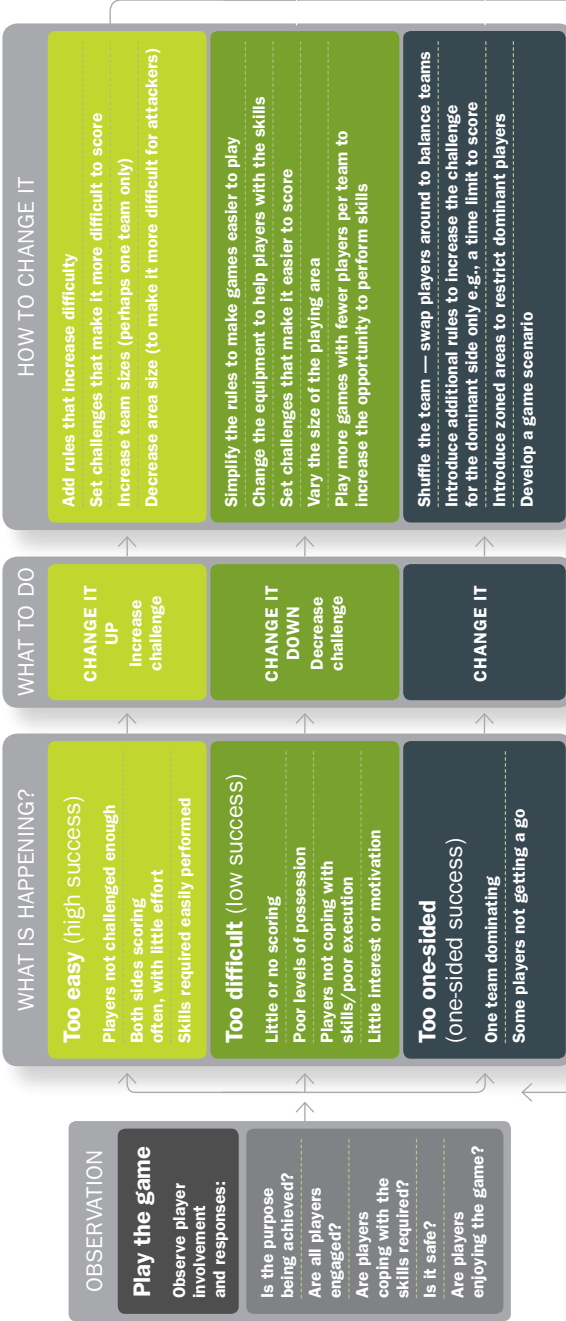 OBSERVATION
Play the game
Observe player
involvement
and responses:
Is the purpose
being achieved?
Are all players
engaged?
Are players
coping with the
skills required?
Is it safe?
Are players
enjoying the game?
WHAT IS HAPPENING?
Too easy (high success)
Players not challenged enough
Both sides scoring
often, with little effort
Skills required easily performed
Too difficult (low success)
Little or no scoring
Poor levels of possession
Players not coping with
skills/poor execution
Little interest or motivation
Too one-sided
(one-sided success)
One team dominating
Some players not getting a go
WHAT TO DO
CHANGE IT
UP
Increase
challenge
CHANGE IT
DOWN
Decrease
challenge
CHANGE IT
HOW TO CHANGE IT
Add rules that increase difficulty
Set challenges that make it more difficult to score
Increase team sizes (perhaps one team only)
Decrease area size (to make it more difficult for attackers)
Simplify the rules to make games easier to play
Change the equipment to help players with the skills
Set challenges that make it easier to score
Vary the size of the playing area
Play more games with fewer players per team to
increase the opportunity to perform skills
Shuffle the team — swap players around to balance teams
Introduce additional rules to increase the challenge
for the dominant side only e.g., a time limit to score
Introduce zoned areas to restrict dominant players
Develop a game scenario